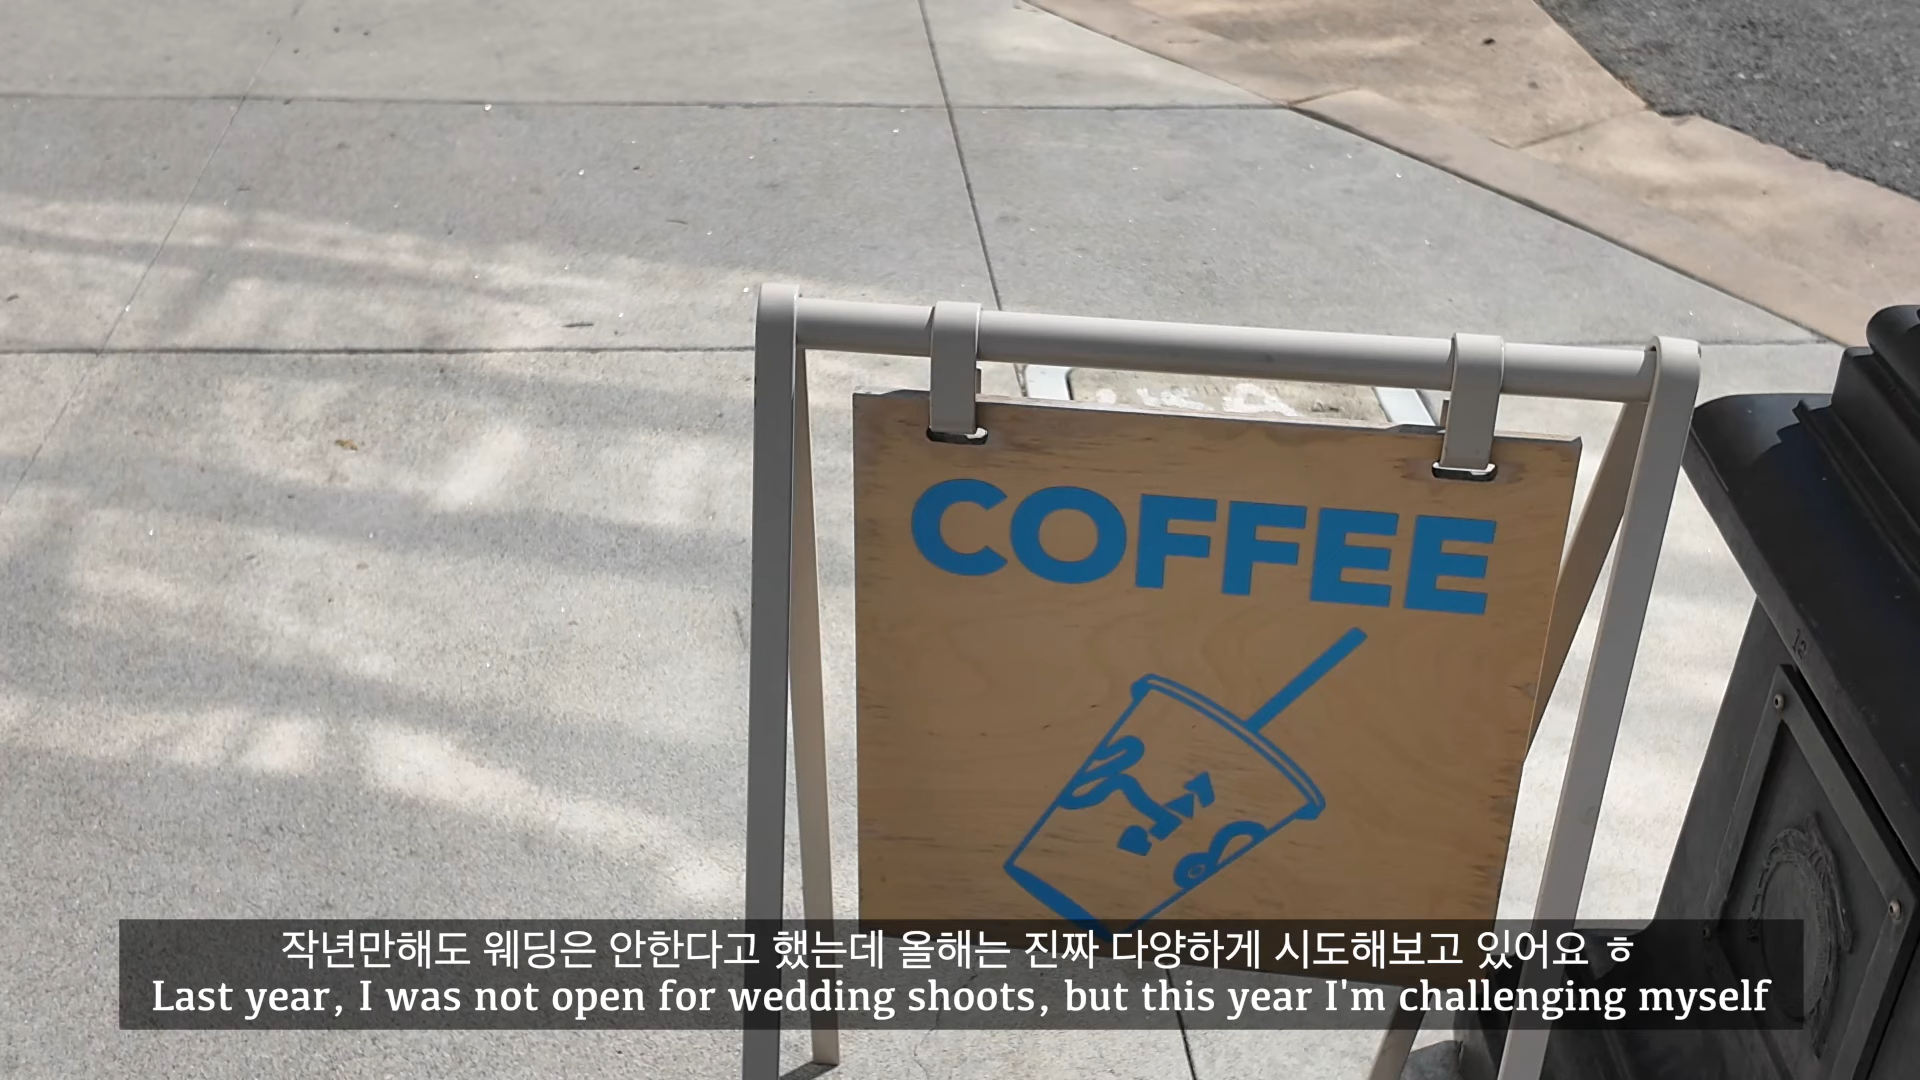 COFFEE
작년만해도 웨딩은 안한다고 했는데 올해는 진짜 다양하게 시도해보고 있어요 ㅎ
Last year, I was not open for wedding shoots, but this year I'm challenging myself